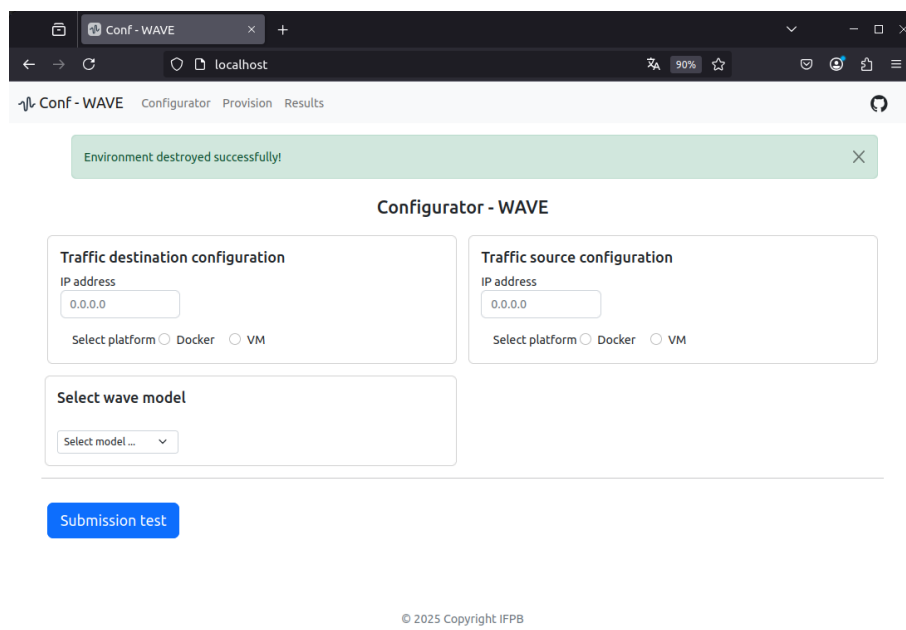 Conf - WAVE
localhost
90%
Conf - WAVE Configurator Provision Results
Environment destroyed successfully!
Configurator - WAVE
Traffic destination configuration
IP address
0.0.0.0
Select platform Docker VM
Traffic source configuration
IP address
0.0.0.0
Select platform Docker VM
Select wave model
Select model ...
Submission test
© 2025 Copyright IFPB